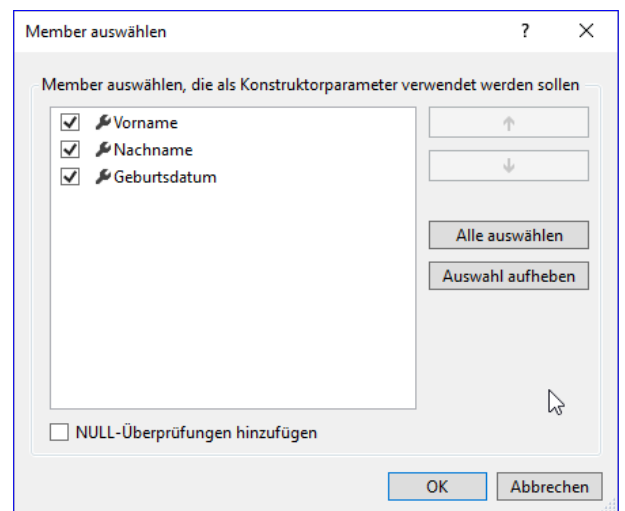 Member auswählen
?
Member auswählen, die als Konstruktorparameter verwendet werden sollen
Vorname
Nachname
Geburtsdatum
Alle auswählen
Auswahl aufheben
NULL-Überprüfungen hinzufügen
OK
Abbrechen